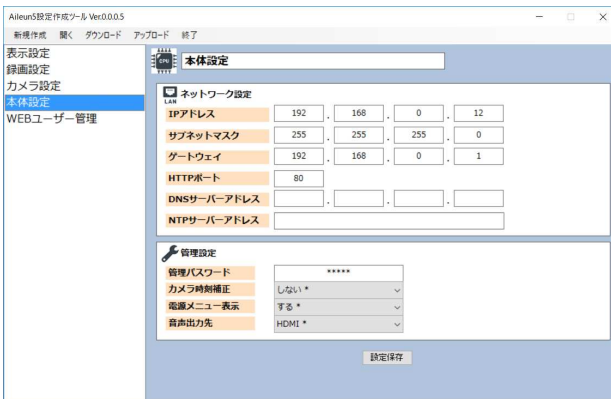 Aileun5設定作成ツール Ver.0.0.0.5
新規作成 開く ダウンロード アップロード 終了
表示設定
録画設定
カメラ設定
本体設定
WEBユーザー管理
CPU 本体設定
LAN ネットワーク設定
IPアドレス 192 . 168 . 0 . 12
サブネットマスク 255 . 255 . 255 . 0
ゲートウェイ 192 . 168 . 0 . 1
HTTPポート 80
DNSサーバーアドレス . . .
NTPサーバーアドレス
管理設定
管理パスワード *****
カメラ時刻補正 しない *
電源メニュー表示 する *
音声出力先 HDMI *
設定保存